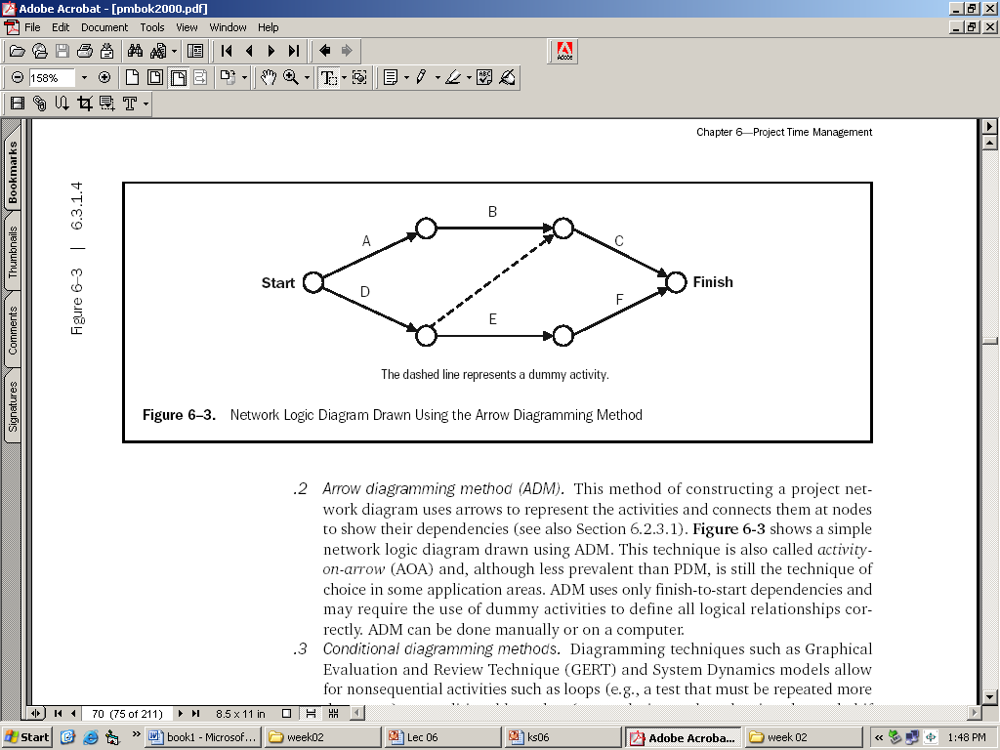 Adobe Acrobat - [pmbok2000.pdf]
File Edit Document Tools View Window Help
Adobe
158%
T T
Bookmarks
Thumbnails
Comments
Signatures
Chapter 6—Project Time Management
Figure 6–3 | 6.3.1.4
B
A
C
Start
Finish
D
F
E
The dashed line represents a dummy activity.
Figure 6–3. Network Logic Diagram Drawn Using the Arrow Diagramming Method
.2 Arrow diagramming method (ADM). This method of constructing a project net-
work diagram uses arrows to represent the activities and connects them at nodes
to show their dependencies (see also Section 6.2.3.1). Figure 6-3 shows a simple
network logic diagram drawn using ADM. This technique is also called activity-
on-arrow (AOA) and, although less prevalent than PDM, is still the technique of
choice in some application areas. ADM uses only finish-to-start dependencies and
may require the use of dummy activities to define all logical relationships cor-
rectly. ADM can be done manually or on a computer.
.3 Conditional diagramming methods. Diagramming techniques such as Graphical
Evaluation and Review Technique (GERT) and System Dynamics models allow
for nonsequential activities such as loops (e.g., a test that must be repeated more
70 (75 of 211) 8.5 x 11 in
Start book1 - Microsof... week02 Lec 06 ks06 Adobe Acroba... week 02 1:48 PM